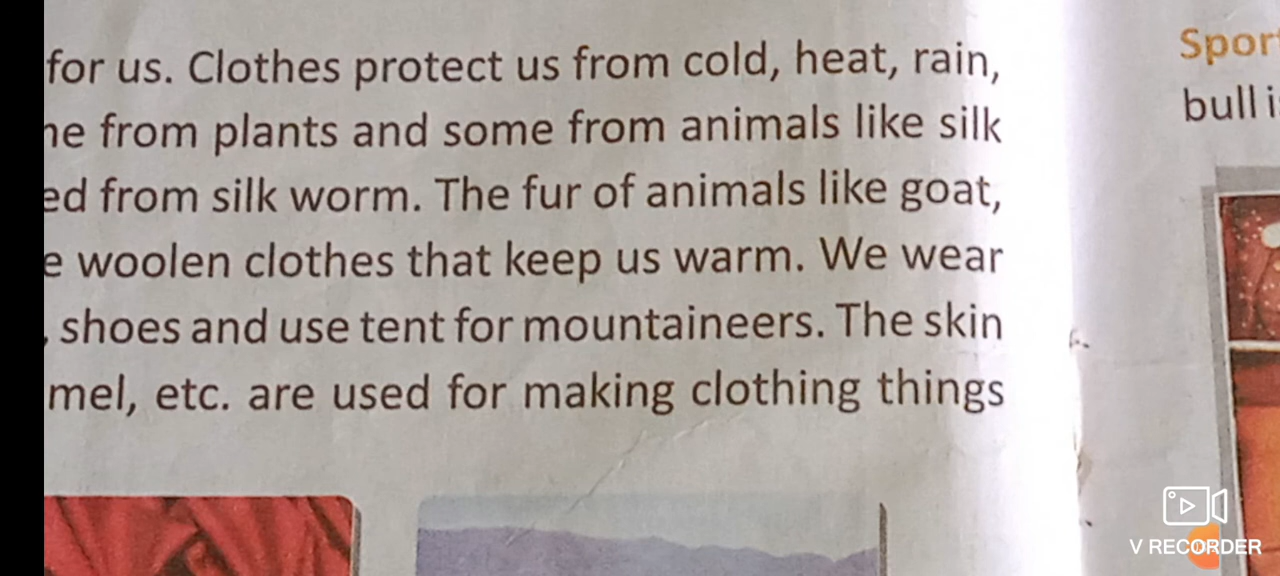 for us. Clothes protect us from cold, heat, rain,
from plants and some from animals like silk
from silk worm. The fur of animals like goat,
woolen clothes that keep us warm. We wear
, shoes and use tent for mountaineers. The skin
mel, etc. are used for making clothing things
Spor
bull i
V RECORDER